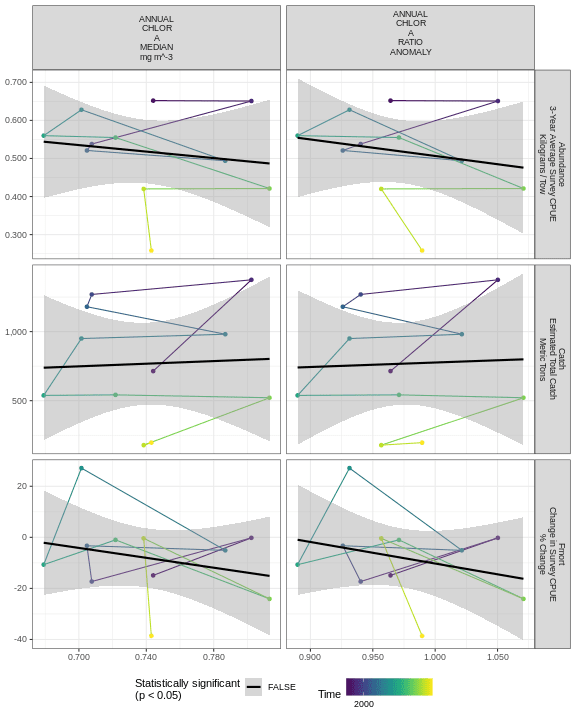 ANNUAL
CHLOR
A
MEDIAN
mg m^-3
ANNUAL
CHLOR
A
RATIO
ANOMALY
0.700
0.600
0.500
0.400
0.300
Abundance
3-Year Average Survey CPUE
Kilograms / Tow
1,000
500
Catch
Estimated Total Catch
Metric Tons
20
0
-20
-40
Fmort
Change in Survey CPUE
% Change
0.700 0.740 0.780
0.900 0.950 1.000 1.050
Statistically significant
(p < 0.05)
FALSE
Time
2000